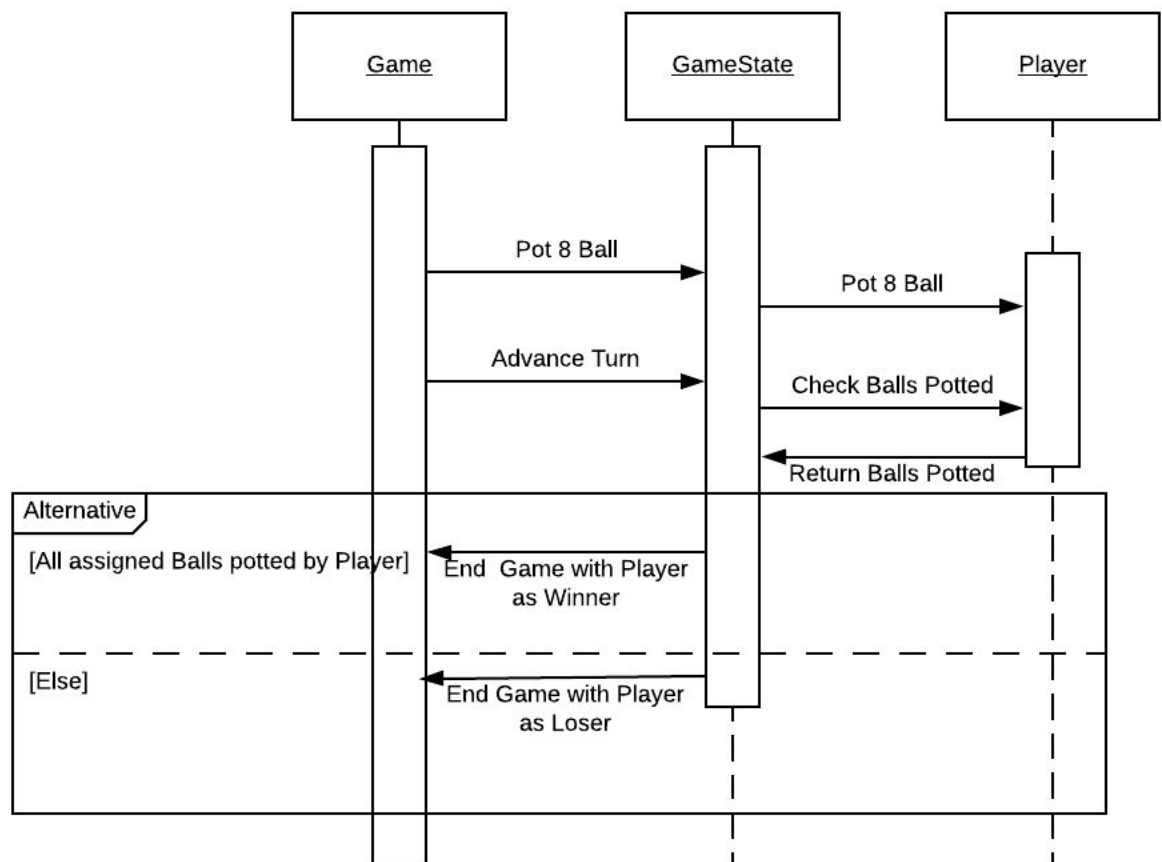 Game
GameState
Player
Pot 8 Ball
Pot 8 Ball
Advance Turn
Check Balls Potted
Return Balls Potted
Alternative
[All assigned Balls potted by Player]
End Game with Player
as Winner
[Else]
End Game with Player
as Loser